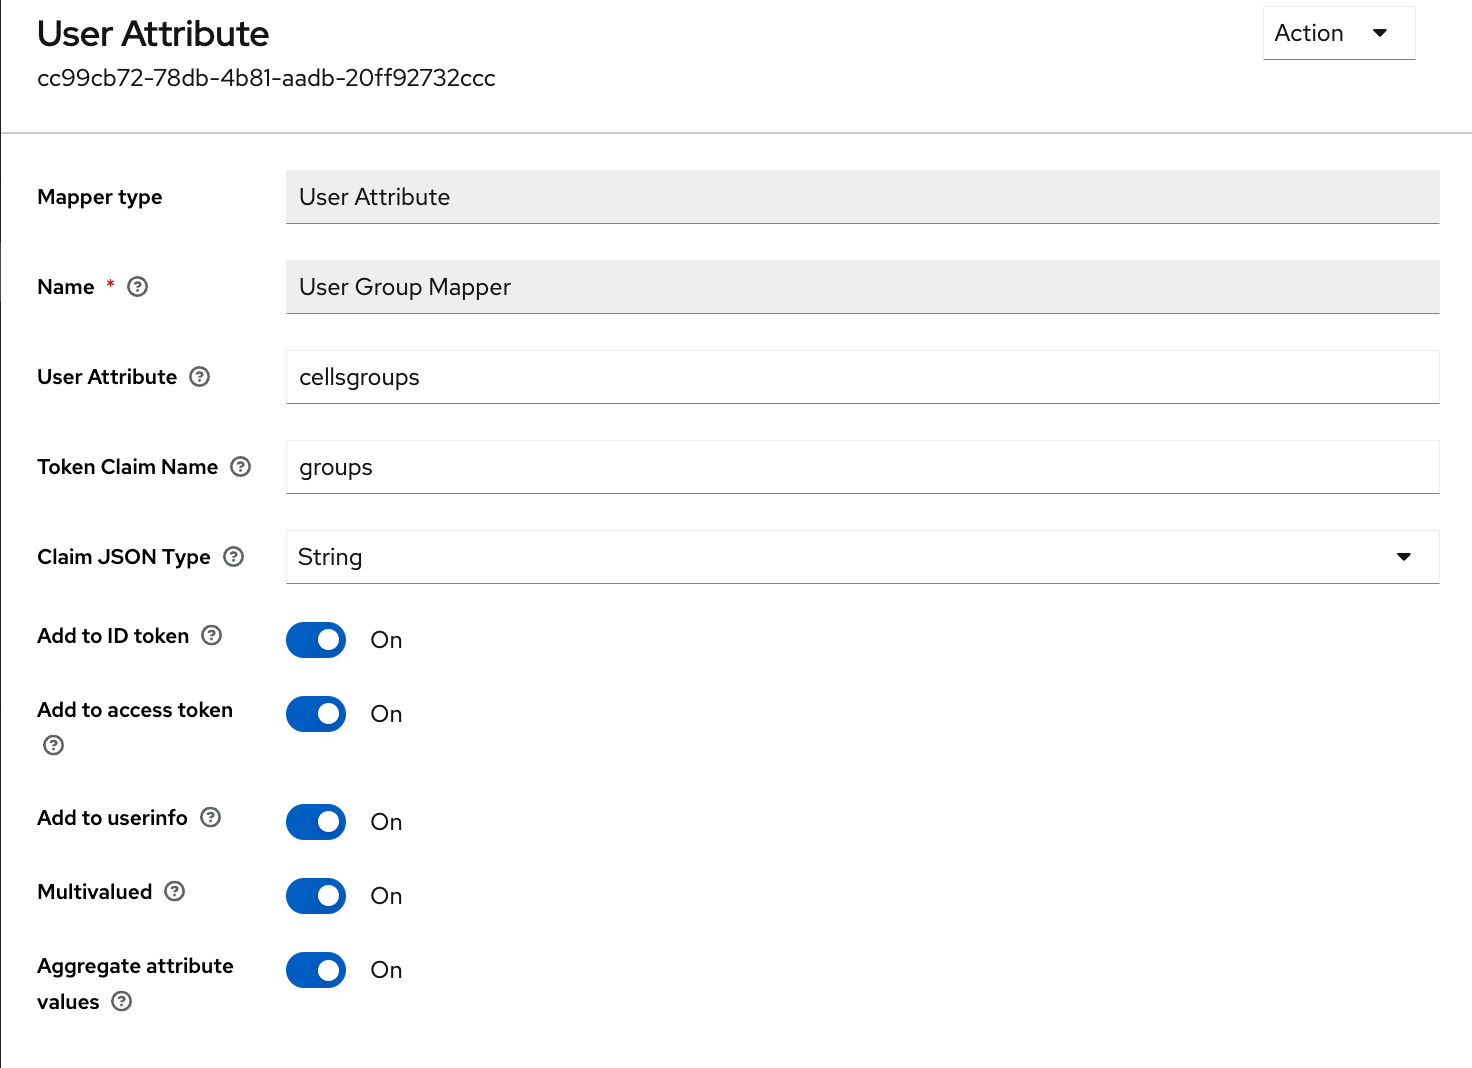 User Attribute
Action
cc99cb72-78db-4b81-aadb-20ff92732ccc
Mapper type
User Attribute
Name *
User Group Mapper
User Attribute
cellsgroups
Token Claim Name
groups
Claim JSON Type
String
Add to ID token
On
Add to access token
On
Add to userinfo
On
Multivalued
On
Aggregate attribute
values
On